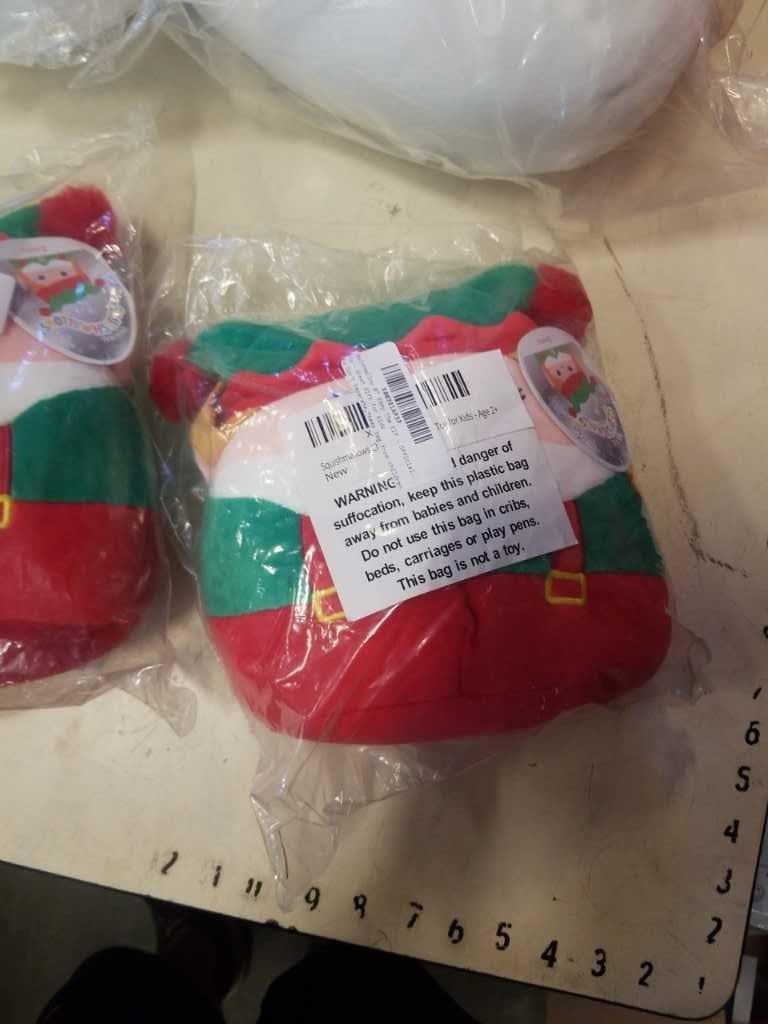 Toy for Kids - Age 2+
Squishmallows
New
WARNING
danger of
suffocation, keep this plastic bag
away from babies and children.
Do not use this bag in cribs,
beds, carriages or play pens.
This bag is not a toy.
6
5
4
3
2
1
2 1 11 9 8 7 6 5 4 3 2